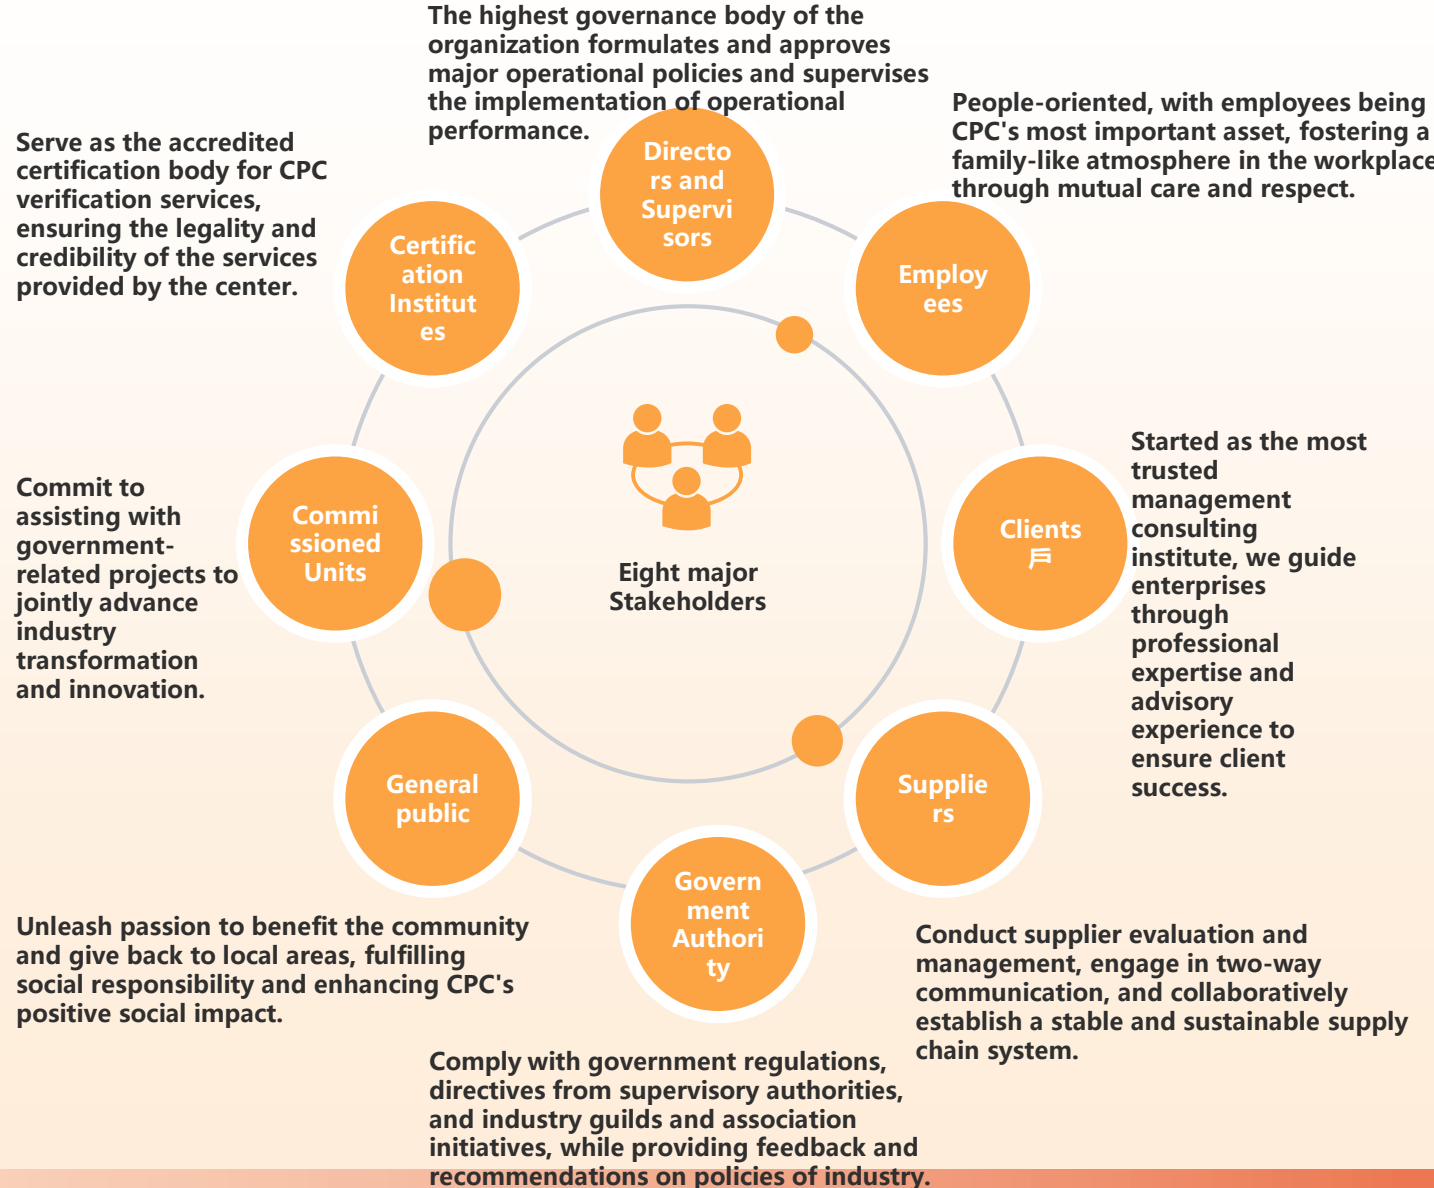 The highest governance body of the
organization formulates and approves
major operational policies and supervises
the implementation of operational
performance.
Directo
rs and
Supervi
sors
People-oriented, with employees being
CPC's most important asset, fostering a
family-like atmosphere in the workplace
through mutual care and respect.
Employ
ees
Serve as the accredited
certification body for CPC
verification services,
ensuring the legality and
credibility of the services
provided by the center.
Certific
ation
Institut
es
Started as the most
trusted
management
consulting
institute, we guide
enterprises
through
professional
expertise and
advisory
experience to
ensure client
success.
Clients
戶
Commit to
assisting with
government-
related projects to
jointly advance
industry
transformation
and innovation.
Commi
ssioned
Units
Eight major
Stakeholders
General
public
Unleash passion to benefit the community
and give back to local areas, fulfilling
social responsibility and enhancing CPC's
positive social impact.
Supplie
rs
Conduct supplier evaluation and
management, engage in two-way
communication, and collaboratively
establish a stable and sustainable supply
chain system.
Govern
ment
Authori
ty
Comply with government regulations,
directives from supervisory authorities,
and industry guilds and association
initiatives, while providing feedback and
recommendations on policies of industry.